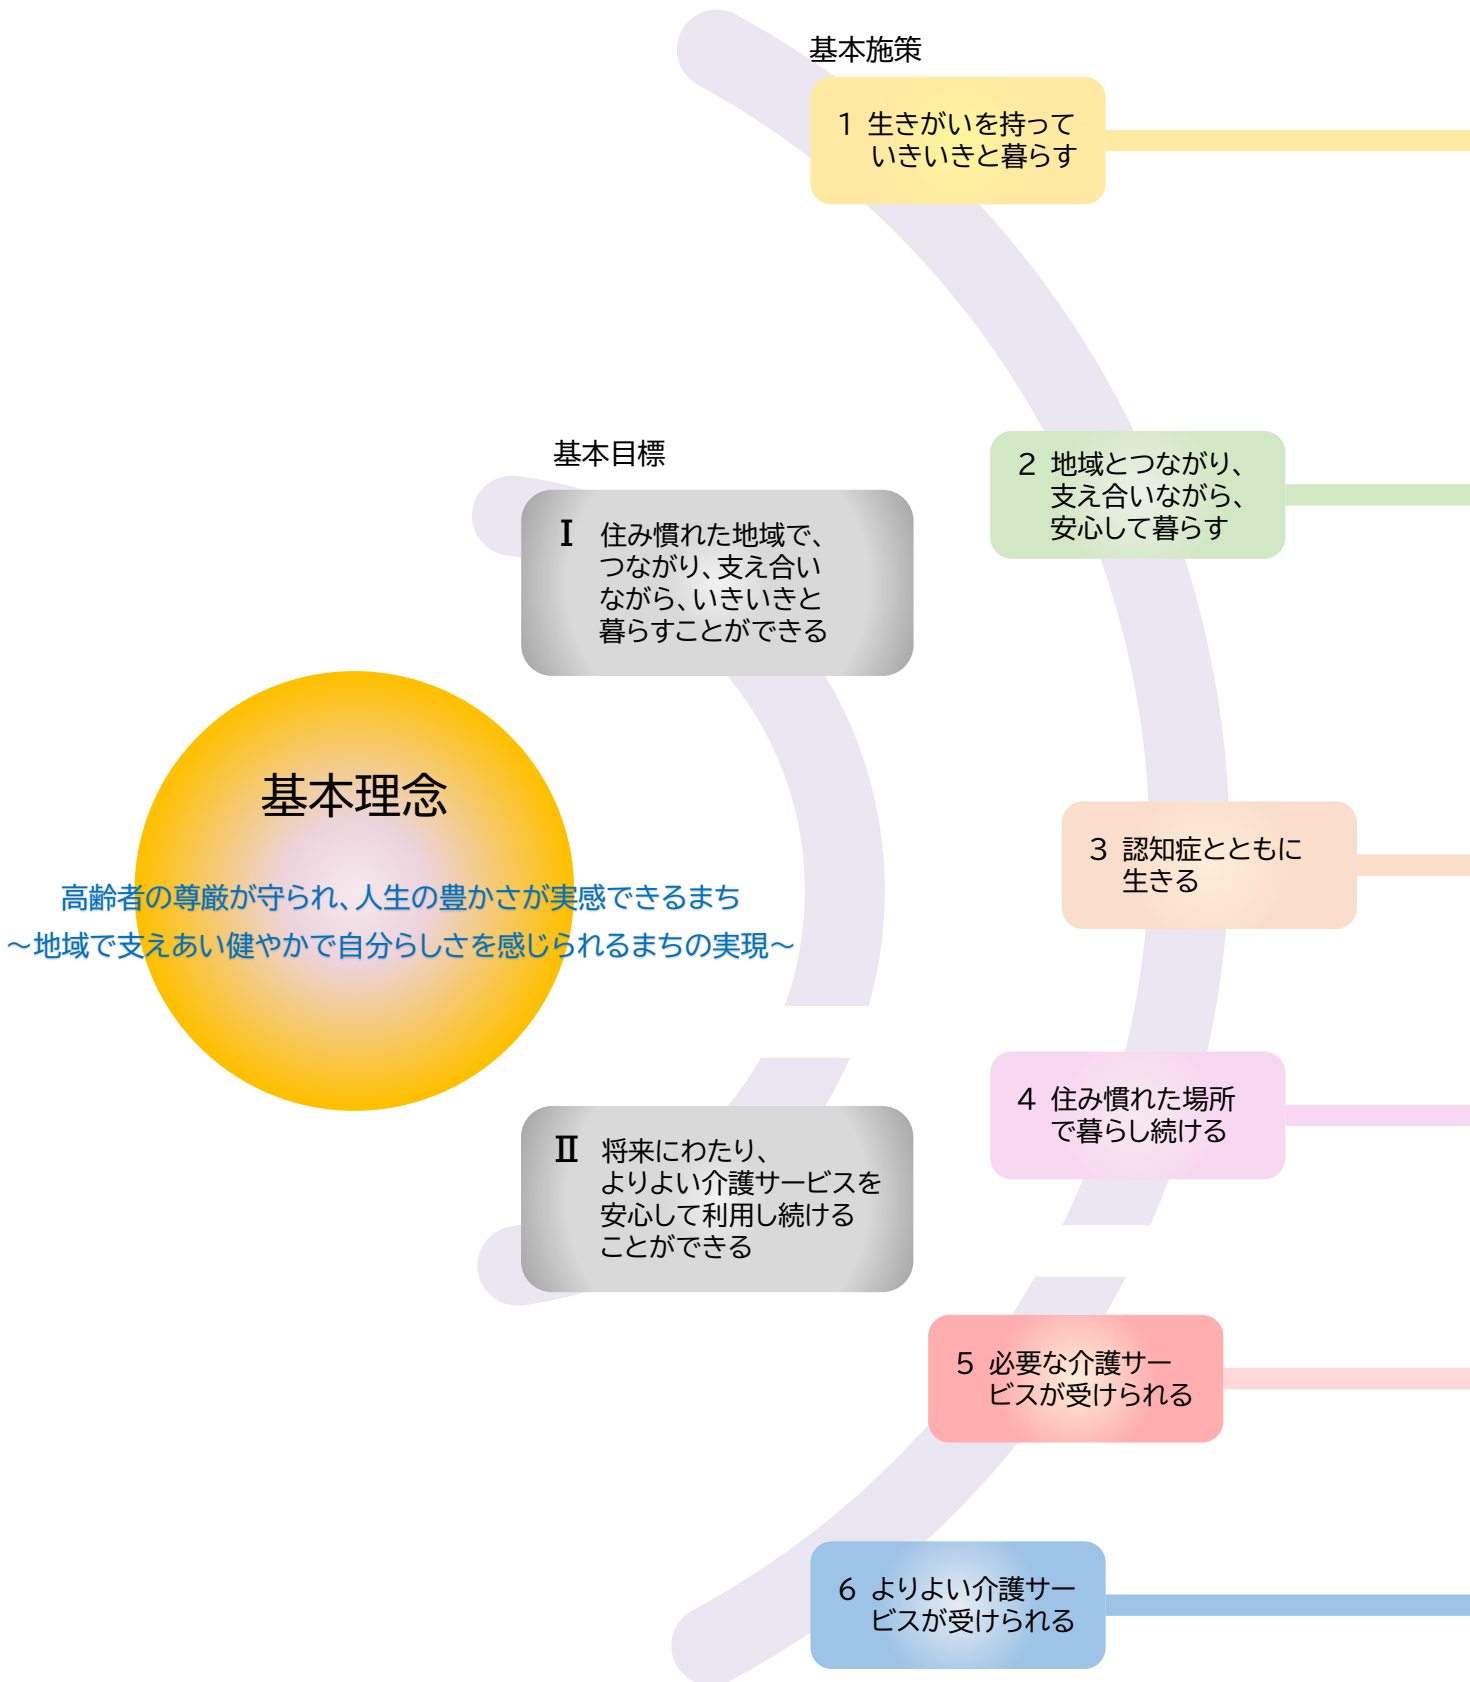 基本施策
1 生きがいを持って
いきいきと暮らす
2 地域とつながり、
支え合いながら、
安心して暮らす
基本目標
Ⅰ 住み慣れた地域で、
つながり、支え合い
ながら、いきいきと
暮らすことができる
基本理念
高齢者の尊厳が守られ、人生の豊かさが実感できるまち
～地域で支えあい健やかで自分らしさを感じられるまちの実現～
3 認知症とともに
生きる
4 住み慣れた場所
で暮らし続ける
Ⅱ 将来にわたり、
よりよい介護サービスを
安心して利用し続ける
ことができる
5 必要な介護サー
ビスが受けられる
6 よりよい介護サー
ビスが受けられる